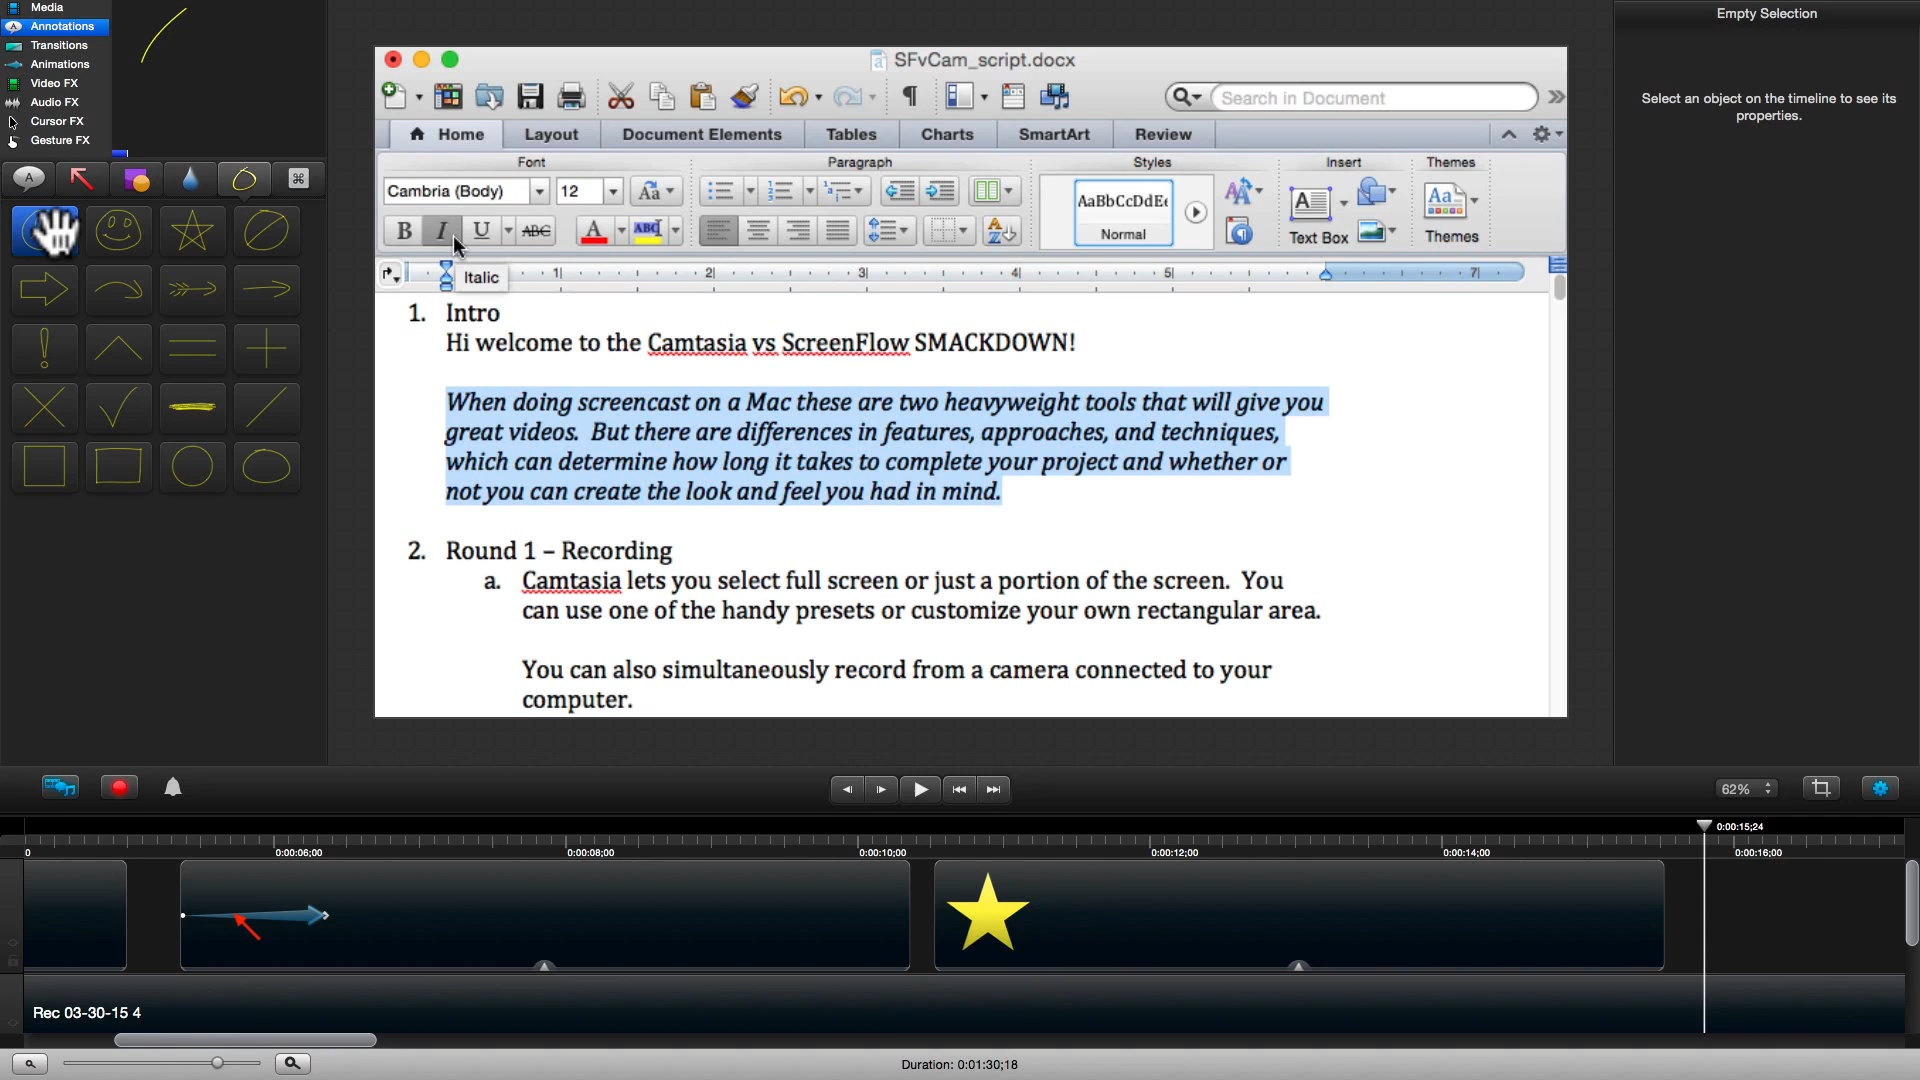 Media
Annotations
Transitions
Animations
Video FX
Audio FX
Cursor FX
Gesture FX
Empty Selection
Select an object on the timeline to see its
properties.
SFvCam_script.docx
Search in Document
Home Layout Document Elements Tables Charts SmartArt Review
Font Paragraph Styles Insert Themes
Cambria (Body) 12 Aa AaBbCcDdEe A Aa
B I U ABC A ABC Normal Text Box Themes
1 2 3 4 5 7
Italic
1. Intro
Hi welcome to the Camtasia vs ScreenFlow SMACKDOWN!
When doing screencast on a Mac these are two heavyweight tools that will give you
great videos. But there are differences in features, approaches, and techniques,
which can determine how long it takes to complete your project and whether or
not you can create the look and feel you had in mind.
2. Round 1 – Recording
a. Camtasia lets you select full screen or just a portion of the screen. You
can use one of the handy presets or customize your own rectangular area.
You can also simultaneously record from a camera connected to your
computer.
62%
0:00:15;24
0 0:00:06;00 0:00:08;00 0:00:10;00 0:00:12;00 0:00:14;00 0:00:16;00
Rec 03-30-15 4
Duration: 0:01:30;18